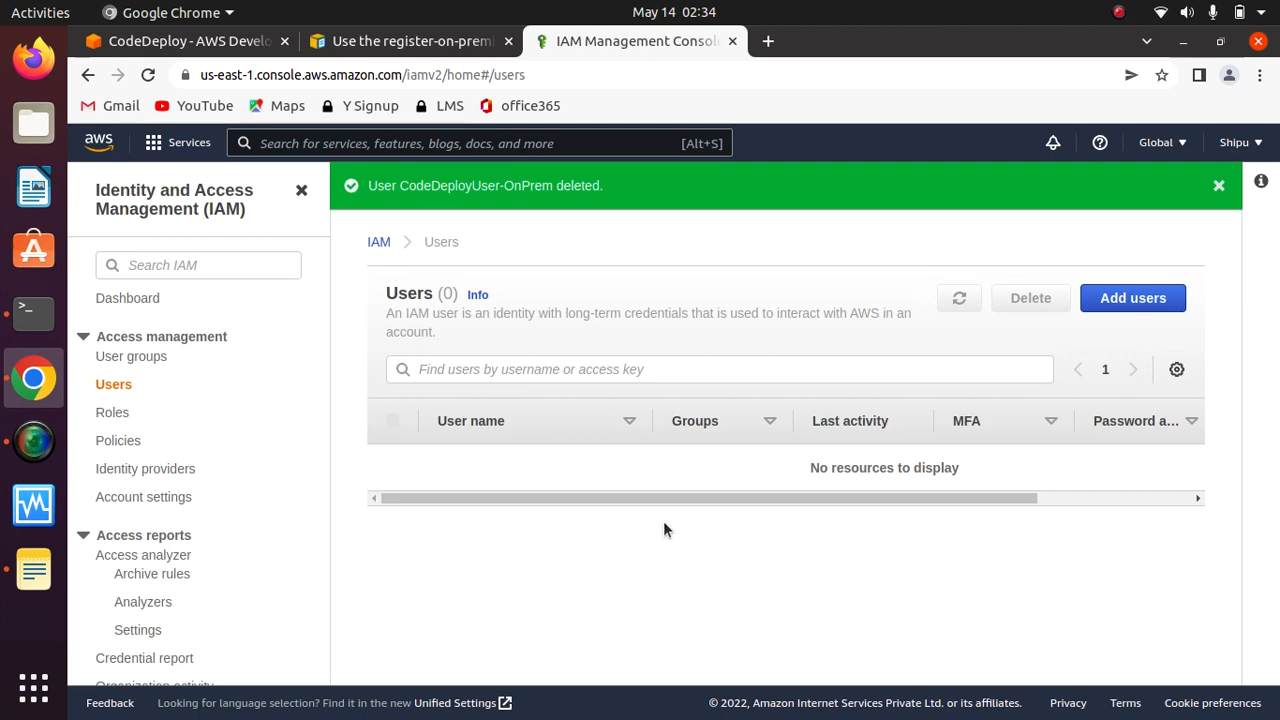 Activities
Google Chrome
May 14 02:34
CodeDeploy - AWS Develo
Use the register-on-premi
IAM Management Consol
us-east-1.console.aws.amazon.com/iamv2/home#/users
Gmail
YouTube
Maps
Y Signup
LMS
office365
aws
Services
Search for services, features, blogs, docs, and more
[Alt+S]
Global
Shipu
Identity and Access
Management (IAM)
Search IAM
Dashboard
Access management
User groups
Users
Roles
Policies
Identity providers
Account settings
Access reports
Access analyzer
Archive rules
Analyzers
Settings
Credential report
Organization activity
User CodeDeployUser-OnPrem deleted.
IAM
Users
Users (0) Info
An IAM user is an identity with long-term credentials that is used to interact with AWS in an
account.
Delete
Add users
Find users by username or access key
1
User name
Groups
Last activity
MFA
Password a...
No resources to display
Feedback
Looking for language selection? Find it in the new Unified Settings
© 2022, Amazon Internet Services Private Ltd. or its affiliates.
Privacy
Terms
Cookie preferences